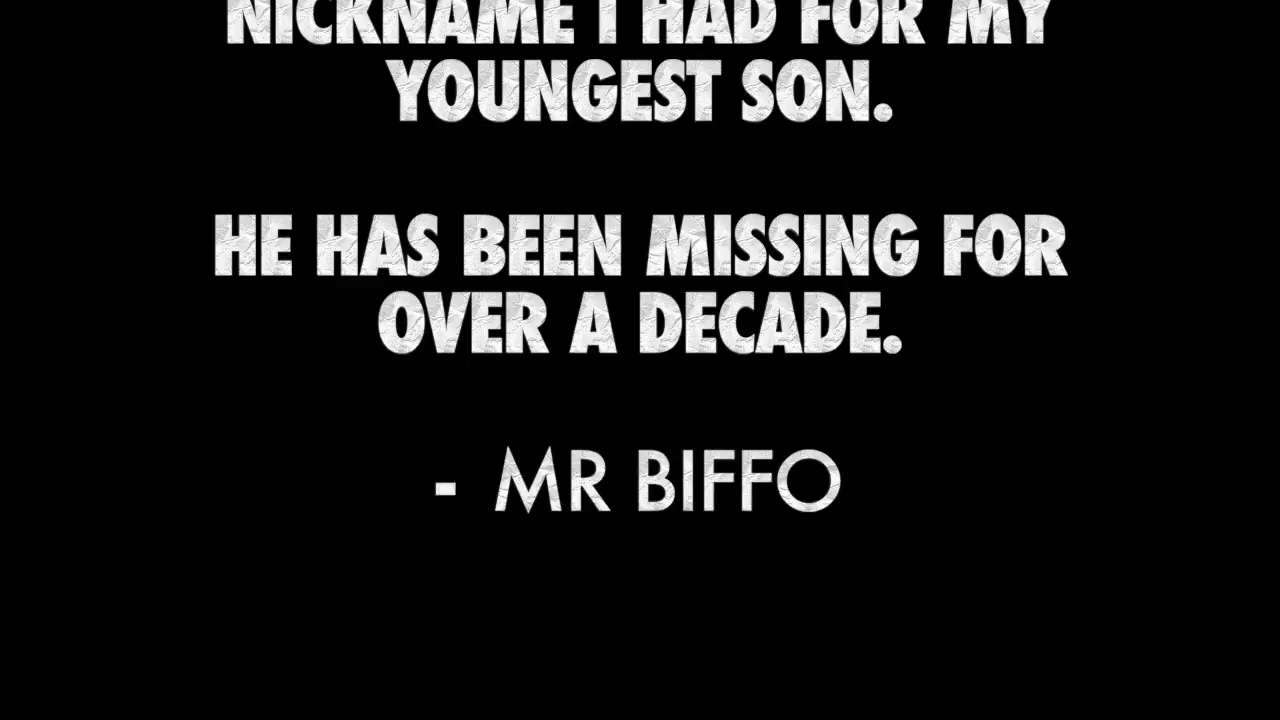 NICKNAME I HAD FOR MY
YOUNGEST SON.
HE HAS BEEN MISSING FOR
OVER A DECADE.
- MR BIFFO